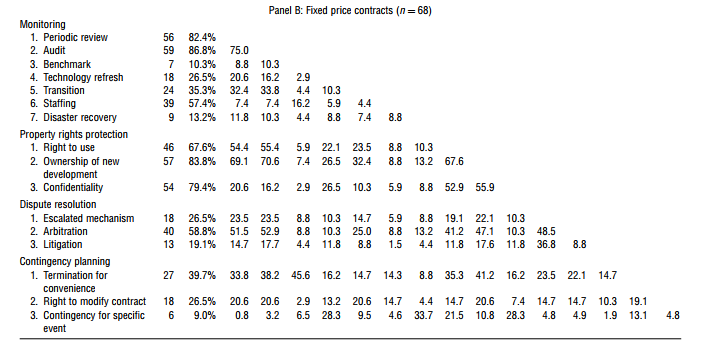 Panel B: Fixed price contracts (n = 68)
Monitoring
1. Periodic review 56 82.4%
2. Audit 59 86.8% 75.0
3. Benchmark 7 10.3% 8.8 10.3
4. Technology refresh 18 26.5% 20.6 16.2 2.9
5. Transition 24 35.3% 32.4 33.8 4.4 10.3
6. Staffing 39 57.4% 7.4 7.4 16.2 5.9 4.4
7. Disaster recovery 9 13.2% 11.8 10.3 4.4 8.8 7.4 8.8
Property rights protection
1. Right to use 46 67.6% 54.4 55.4 5.9 22.1 23.5 8.8 10.3
2. Ownership of new 57 83.8% 69.1 70.6 7.4 26.5 32.4 8.8 13.2 67.6
development
3. Confidentiality 54 79.4% 20.6 16.2 2.9 26.5 10.3 5.9 8.8 52.9 55.9
Dispute resolution
1. Escalated mechanism 18 26.5% 23.5 23.5 8.8 10.3 14.7 5.9 8.8 19.1 22.1 10.3
2. Arbitration 40 58.8% 51.5 52.9 8.8 10.3 25.0 8.8 13.2 41.2 47.1 10.3 48.5
3. Litigation 13 19.1% 14.7 17.7 4.4 11.8 8.8 1.5 4.4 11.8 17.6 11.8 36.8 8.8
Contingency planning
1. Termination for 27 39.7% 33.8 38.2 45.6 16.2 14.7 14.3 8.8 35.3 41.2 16.2 23.5 22.1 14.7
convenience
2. Right to modify contract 18 26.5% 20.6 20.6 2.9 13.2 20.6 14.7 4.4 14.7 20.6 7.4 14.7 14.7 10.3 19.1
3. Contingency for specific 6 9.0% 0.8 3.2 6.5 28.3 9.5 4.6 33.7 21.5 10.8 28.3 4.8 4.9 1.9 13.1 4.8
event